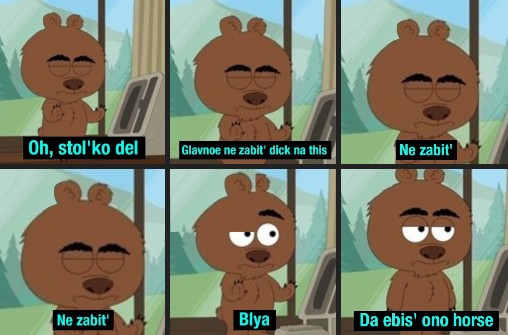 Oh, stol'ko del
Glavnoe ne zabit' dick na this
Ne zabit'
Ne zabit'
Blya
Da ebis' ono horse